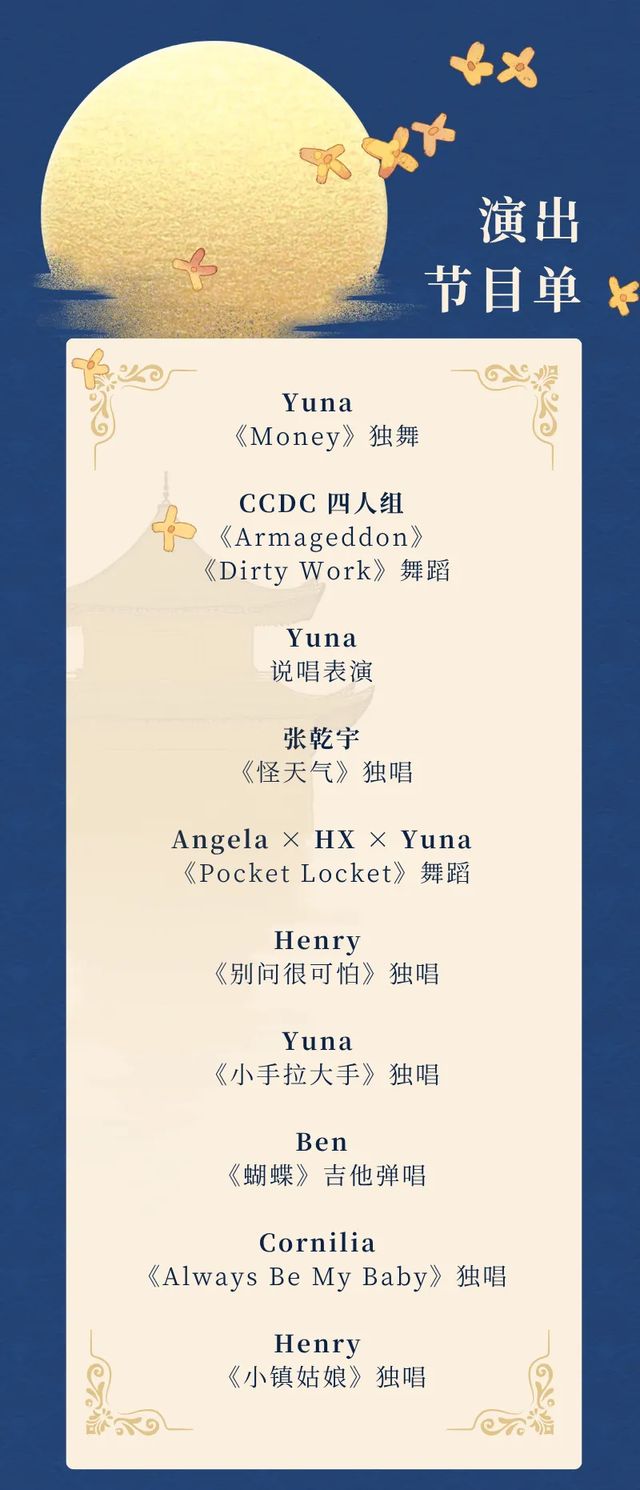 演出
节目单
Yuna
《Money》独舞
CCDC 四人组
《Armageddon》
《Dirty Work》舞蹈
Yuna
说唱表演
张乾宇
《怪天气》独唱
Angela × HX × Yuna
《Pocket Locket》舞蹈
Henry
《别问很可怕》独唱
Yuna
《小手拉大手》独唱
Ben
《蝴蝶》吉他弹唱
Cornilia
《Always Be My Baby》独唱
Henry
《小镇姑娘》独唱